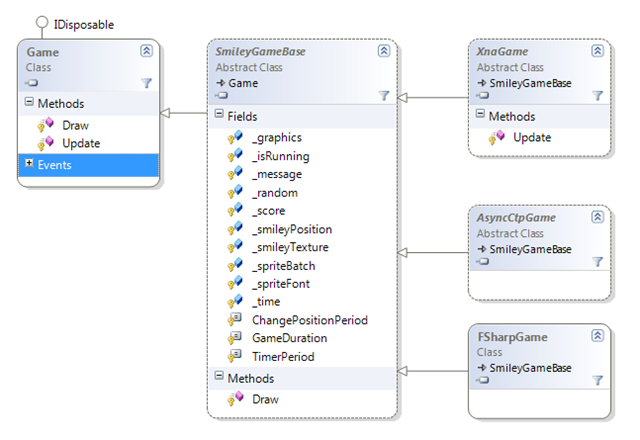 IDisposable
Game
Class
Methods
Draw
Update
Events
SmileyGameBase
Abstract Class
Game
Fields
_graphics
_isRunning
_message
_random
_score
_smileyPosition
_smileyTexture
_spriteBatch
_spriteFont
_time
ChangePositionPeriod
GameDuration
TimerPeriod
Methods
Draw
XnaGame
Abstract Class
SmileyGameBase
Methods
Update
AsyncCtpGame
Abstract Class
SmileyGameBase
FSharpGame
Class
SmileyGameBase